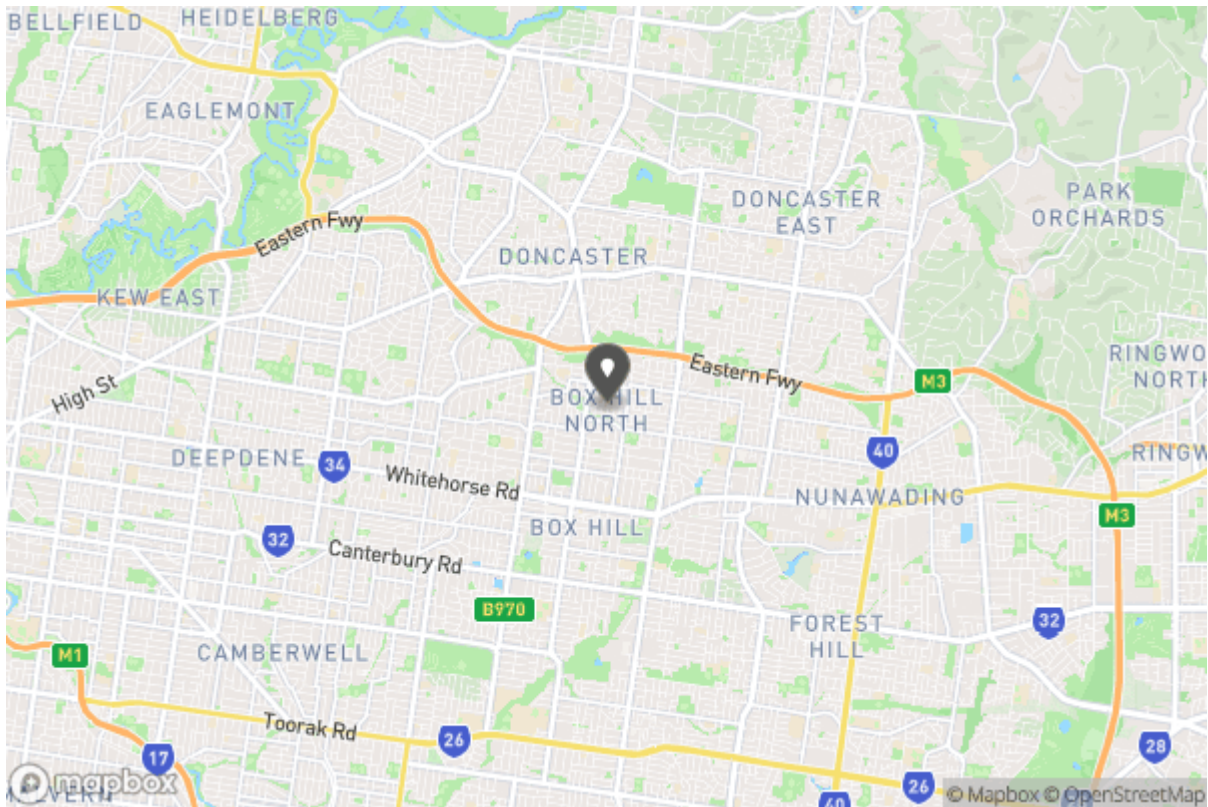 BELLFIELD
HEIDELBERG
EAGLEMONT
DONCASTER
EAST
PARK
ORCHARDS
Eastern Fwy
DONCASTER
KEW EAST
RINGWO
NORTH
Eastern Fwy
M3
High St
BOX HILL
NORTH
40
RINGW
DEEPDENE
34
Whitehorse Rd
NUNAWADING
M3
BOX HILL
32
Canterbury Rd
B970
FOREST
HILL
32
M1
CAMBERWELL
Toorak Rd
26
17
28
mapbox
26
40
© Mapbox © OpenStreetMap